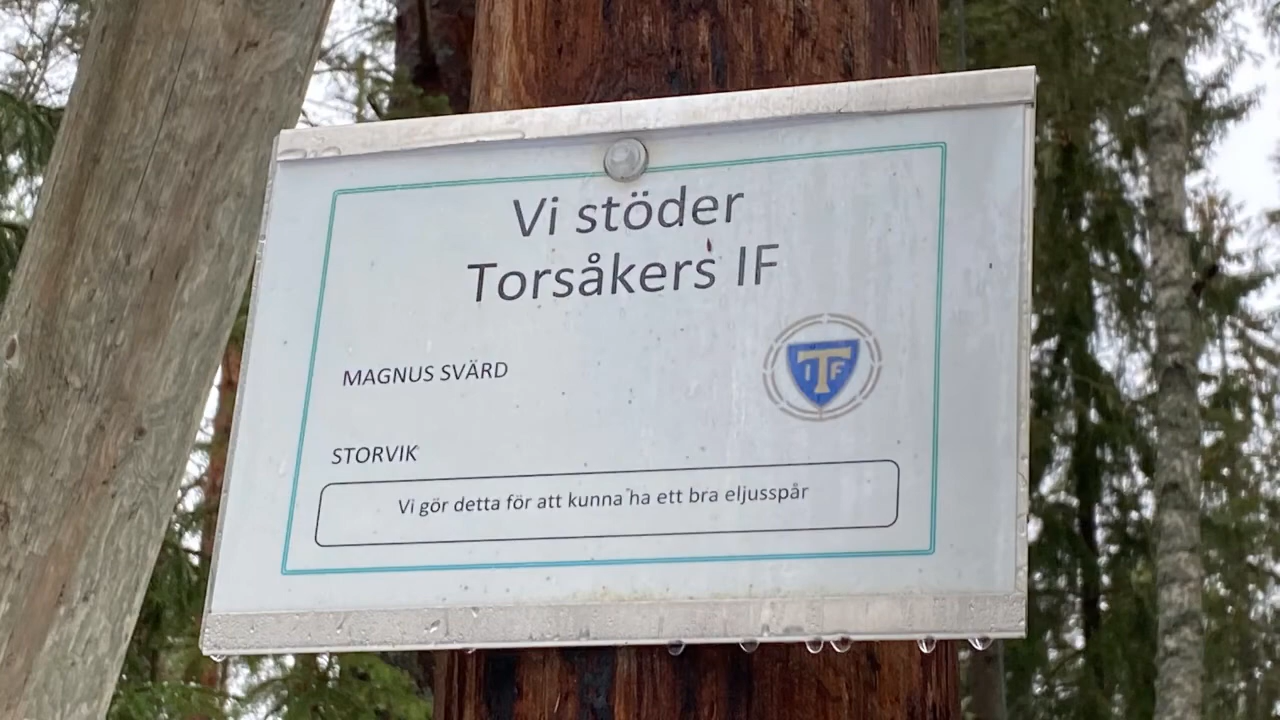 Vi stöder
Torsåkers IF
MAGNUS SVÄRD
TIF
STORVIK
Vi gör detta för att kunna ha ett bra eljusspår